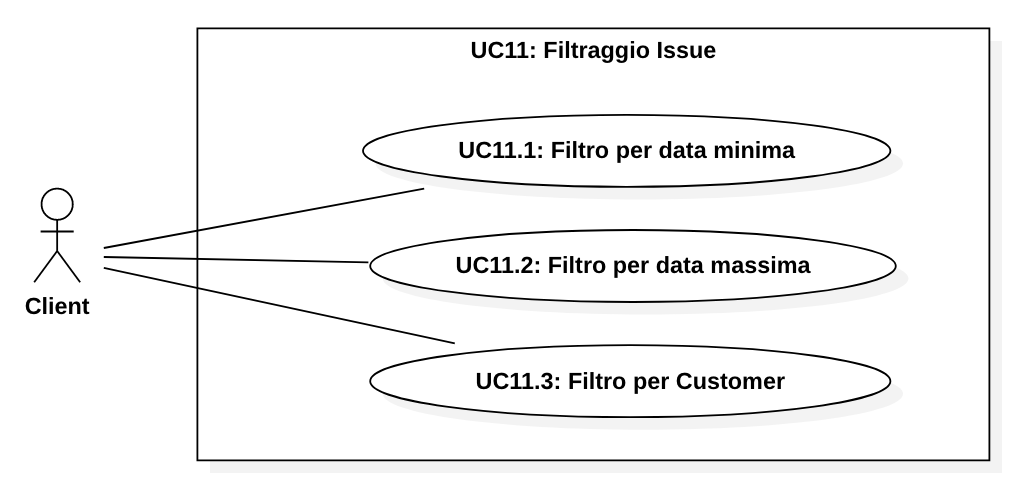 UC11: Filtraggio Issue
UC11.1: Filtro per data minima
UC11.2: Filtro per data massima
Client
UC11.3: Filtro per Customer